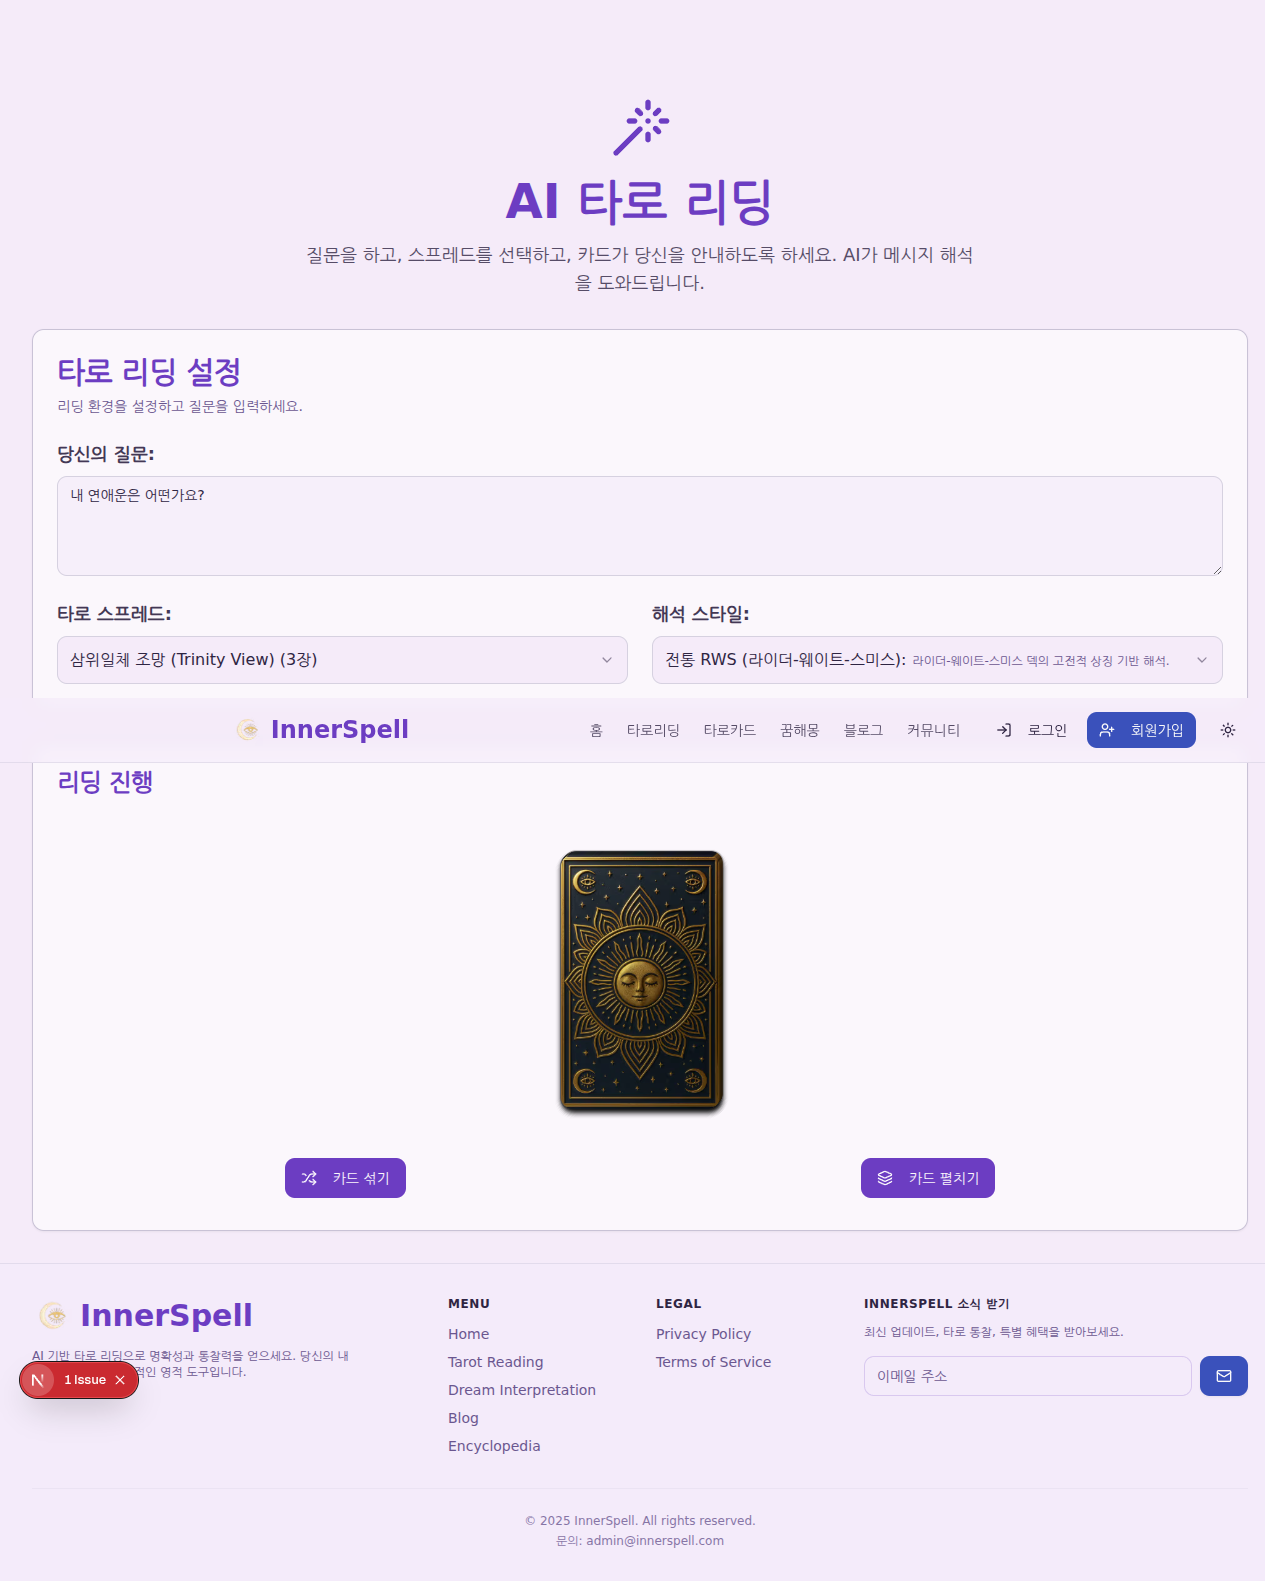 AI 타로 리딩
질문을 하고, 스프레드를 선택하고, 카드가 당신을 안내하도록 하세요. AI가 메시지 해석
을 도와드립니다.
타로 리딩 설정
리딩 환경을 설정하고 질문을 입력하세요.
당신의 질문:
내 연애운은 어떤가요?
타로 스프레드:
해석 스타일:
삼위일체 조망 (Trinity View) (3장)
전통 RWS (라이더-웨이트-스미스): 라이더-웨이트-스미스 덱의 고전적 상징 기반 해석.
InnerSpell
홈 타로리딩 타로카드 꿈해몽 블로그 커뮤니티 로그인 회원가입
리딩 진행
카드 섞기
카드 펼치기
InnerSpell
AI 기반 타로 리딩으로 명확성과 통찰력을 얻으세요. 당신의 내
적인 영적 도구입니다.
1 Issue
MENU
Home
Tarot Reading
Dream Interpretation
Blog
Encyclopedia
LEGAL
Privacy Policy
Terms of Service
INNERSPELL 소식 받기
최신 업데이트, 타로 통찰, 특별 혜택을 받아보세요.
이메일 주소
© 2025 InnerSpell. All rights reserved.
문의: admin@innerspell.com